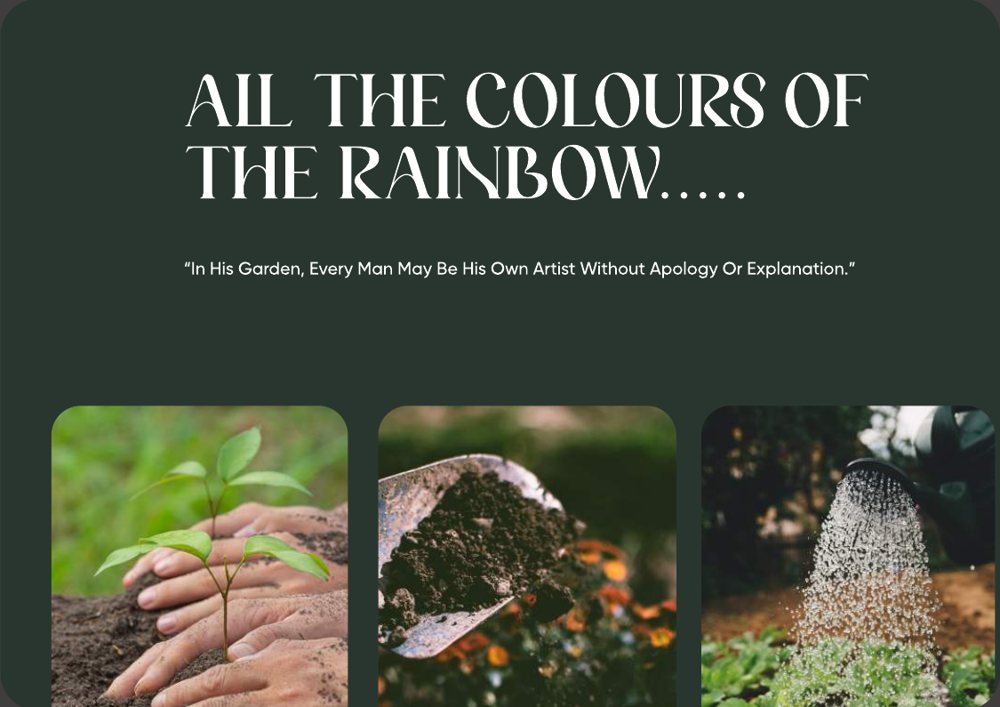 ALL THE COLOURS OF
THE RAINBOW.....
“In His Garden, Every Man May Be His Own Artist Without Apology Or Explanation.”